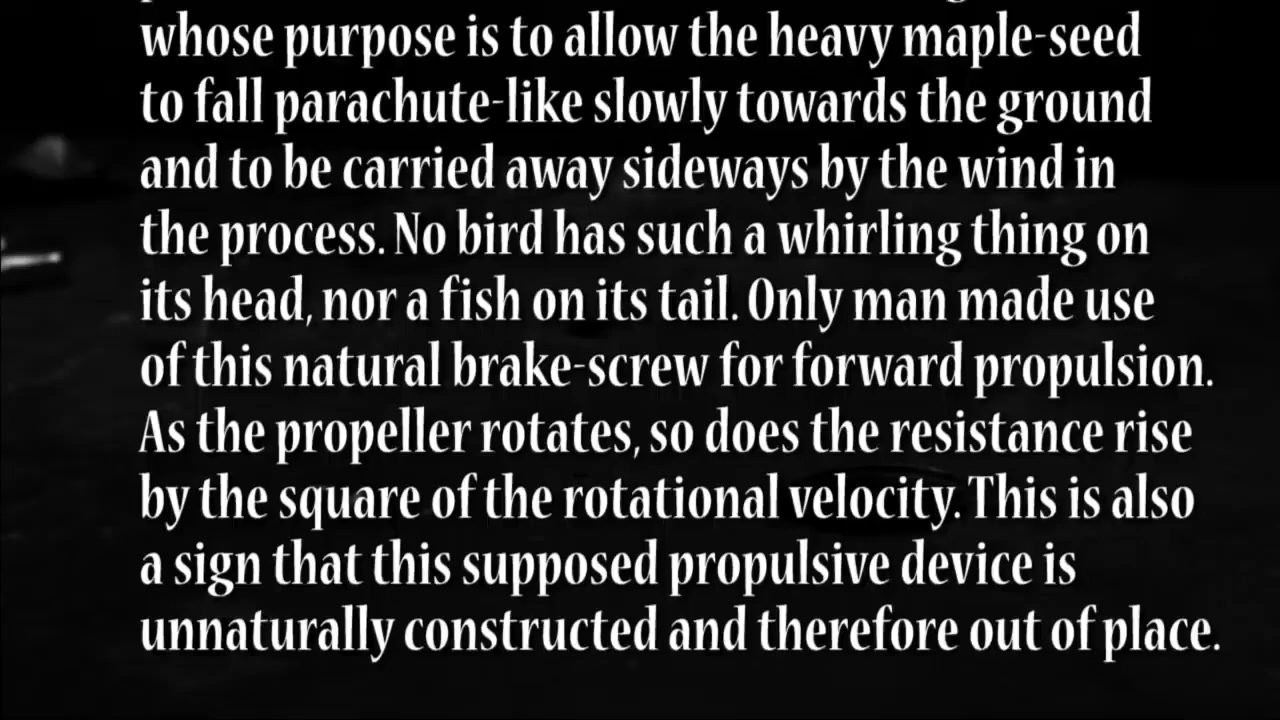 whose purpose is to allow the heavy maple-seed
to fall parachute-like slowly towards the ground
and to be carried away sideways by the wind in
the process. No bird has such a whirling thing on
its head, nor a fish on its tail. Only man made use
of this natural brake-screw for forward propulsion.
As the propeller rotates, so does the resistance rise
by the square of the rotational velocity. This is also
a sign that this supposed propulsive device is
unnaturally constructed and therefore out of place.